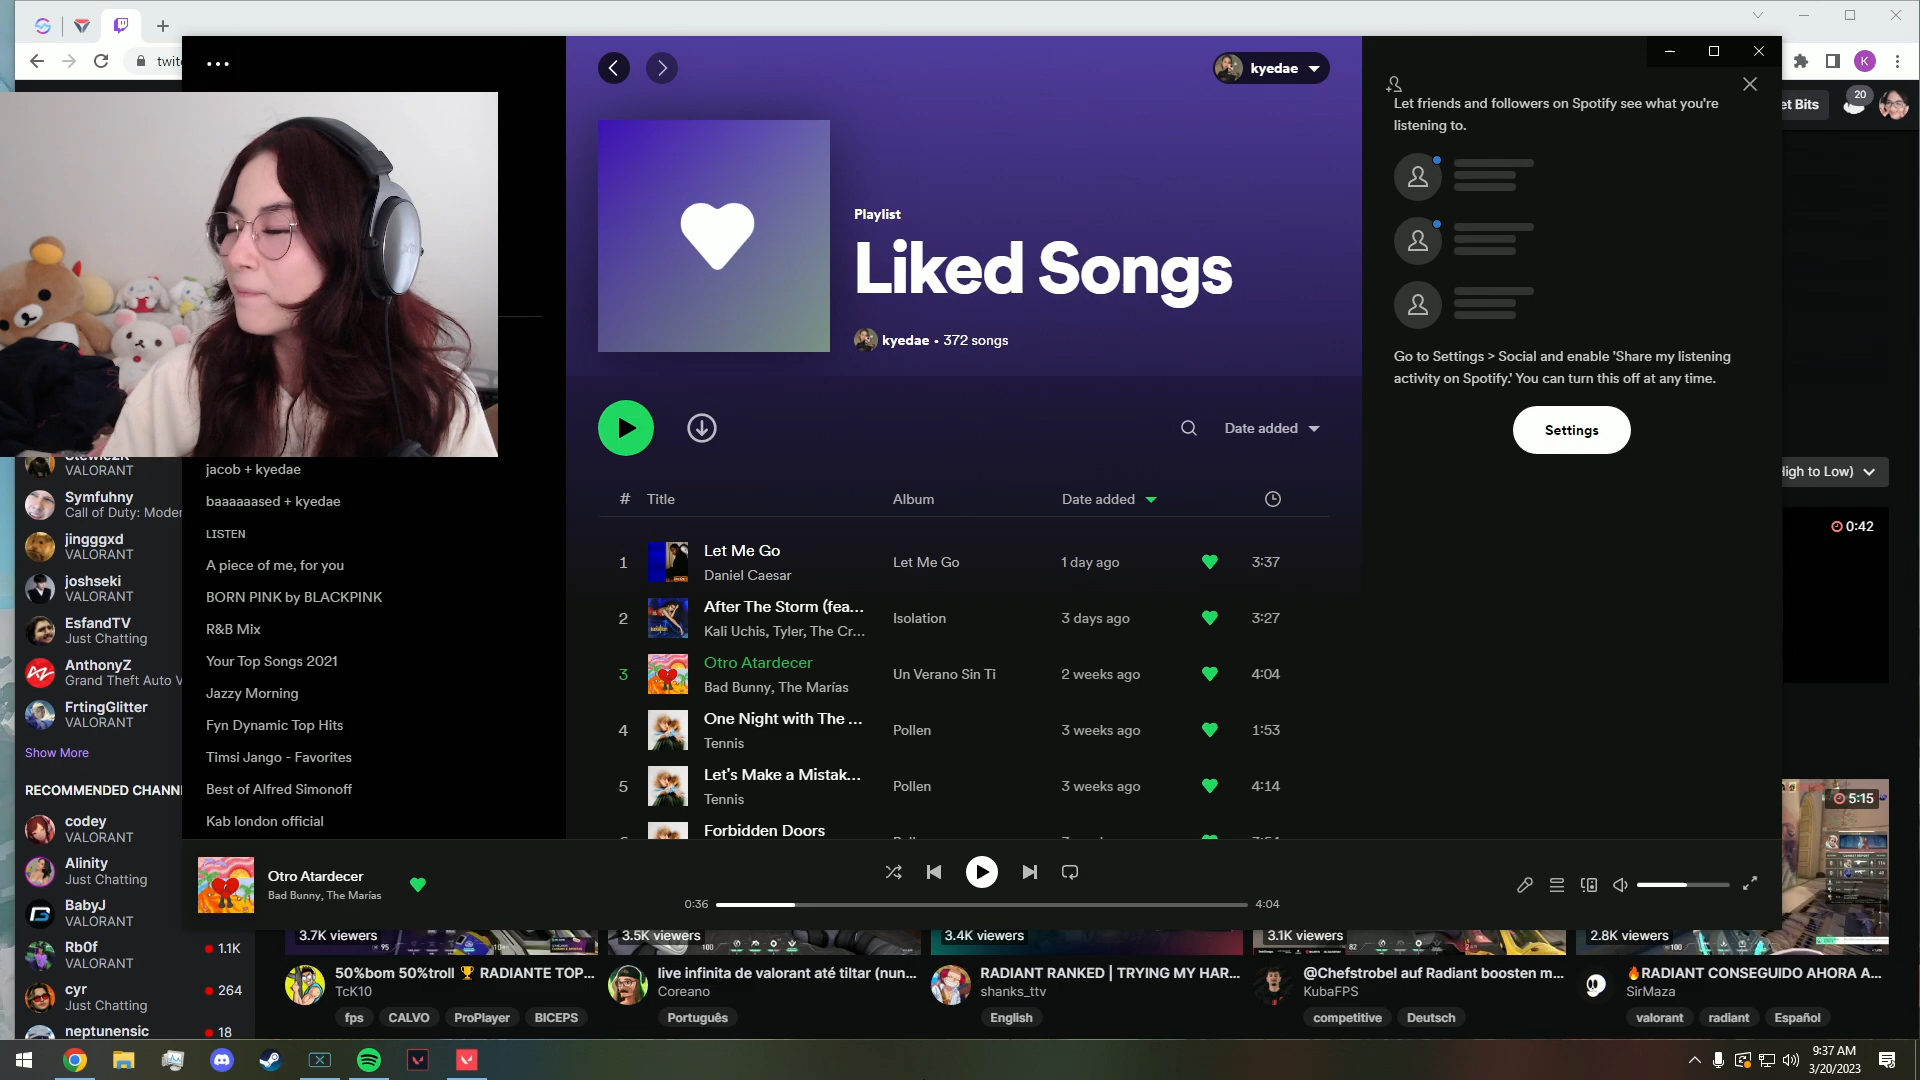 twit
kyedae
Let friends and followers on Spotify see what you're
listening to.
Go to Settings > Social and enable 'Share my listening
activity on Spotify.' You can turn this off at any time.
Settings
et Bits
20
K
High to Low)
0:42
5:15
Playlist
Liked Songs
kyedae • 372 songs
Date added
# Title Album Date added
1 Let Me Go Let Me Go 1 day ago 3:37
Daniel Caesar
2 After The Storm (fea... Isolation 3 days ago 3:27
Kali Uchis, Tyler, The Cr...
3 Otro Atardecer Un Verano Sin Ti 2 weeks ago 4:04
Bad Bunny, The Marías
4 One Night with The ... Pollen 3 weeks ago 1:53
Tennis
5 Let's Make a Mistak... Pollen 3 weeks ago 4:14
Tennis
Forbidden Doors
jacob + kyedae
baaaaaased + kyedae
LISTEN
A piece of me, for you
BORN PINK by BLACKPINK
R&B Mix
Your Top Songs 2021
Jazzy Morning
Fyn Dynamic Top Hits
Timsi Jango - Favorites
Best of Alfred Simonoff
Kab london official
VALORANT
Symfuhny
Call of Duty: Moder
jingggxd
VALORANT
joshseki
VALORANT
EsfandTV
Just Chatting
AnthonyZ
Grand Theft Auto V
FrtingGlitter
VALORANT
Show More
RECOMMENDED CHANN
codey
VALORANT
Alinity
Just Chatting
BabyJ
VALORANT
Rb0f 1.1K
VALORANT
cyr 264
Just Chatting
neptunensic 18
Otro Atardecer
Bad Bunny, The Marías
0:36 4:04
3.7K viewers
50%bom 50%troll 🏆 RADIANTE TOP...
TcK10
fps CALVO ProPlayer BICEPS
3.5K viewers
live infinita de valorant até tiltar (nun...
Coreano
Português
3.4K viewers
RADIANT RANKED | TRYING MY HAR...
shanks_ttv
English
3.1K viewers
@Chefstrobel auf Radiant boosten m...
KubaFPS
competitive Deutsch
2.8K viewers
🔥RADIANT CONSEGUIDO AHORA A...
SirMaza
valorant radiant Español
9:37 AM
3/20/2023